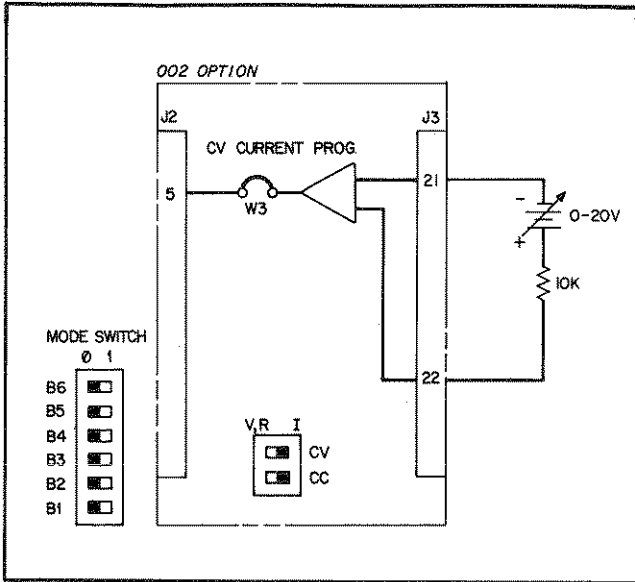 002 OPTION
J2 J3
CV CURRENT PROG.
5 21
W3
-
0-20V
+
10K
MODE SWITCH
0 1
22
B6
B5
B4
B3
B2
B1
V,R I
CV
CC